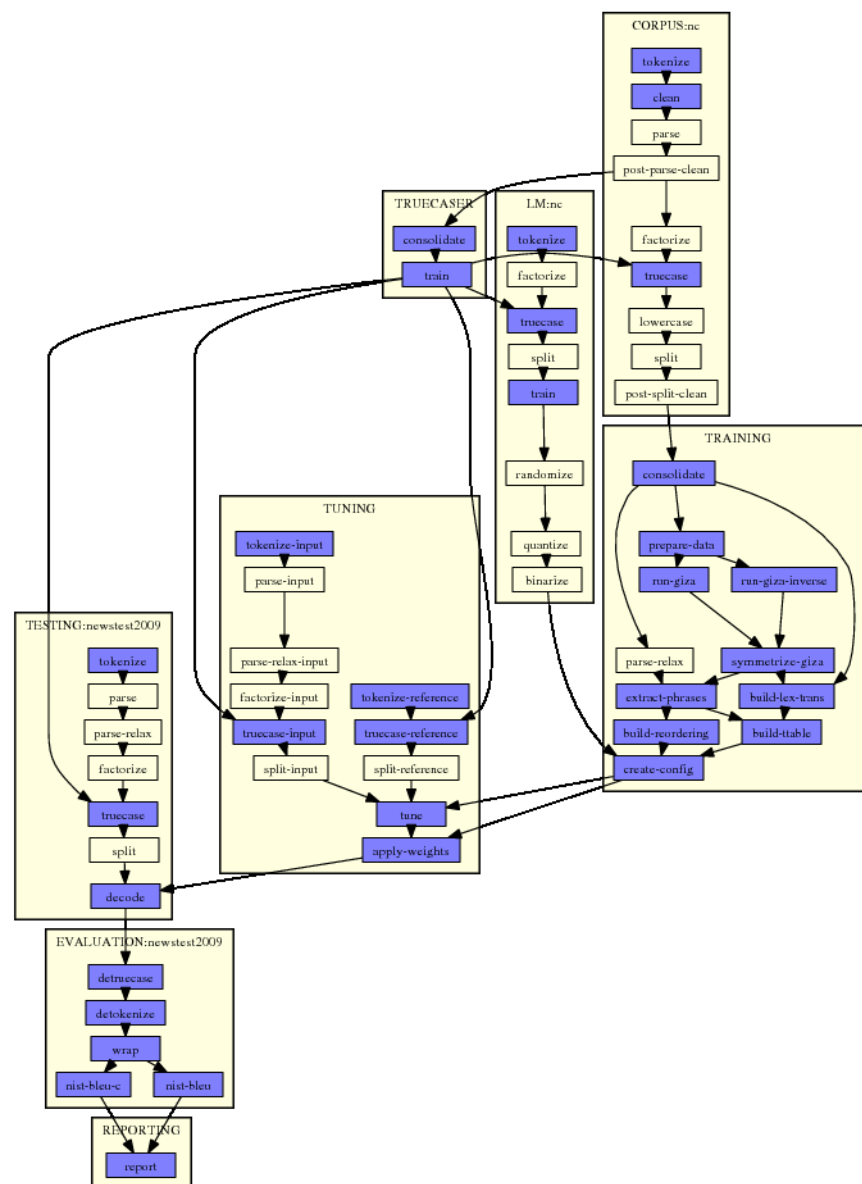 CORPUS:nc
tokenize
clean
parse
post-parse-clean
factorize
truecase
lowercase
split
post-split-clean
TRUECASER
consolidate
train
LM:nc
tokenize
factorize
truecase
split
train
randomize
quantize
binarize
TRAINING
consolidate
prepare-data
run-giza
run-giza-inverse
parse-relax
symmetrize-giza
extract-phrases
build-lex-trans
build-reordering
build-ttable
create-config
TUNING
tokenize-input
parse-input
parse-relax-input
factorize-input
tokenize-reference
truecase-input
truecase-reference
split-input
split-reference
tune
apply-weights
TESTING:newstest2009
tokenize
parse
parse-relax
factorize
truecase
split
decode
EVALUATION:newstest2009
detruecase
detokenize
wrap
nist-bleu-c
nist-bleu
REPORTING
report